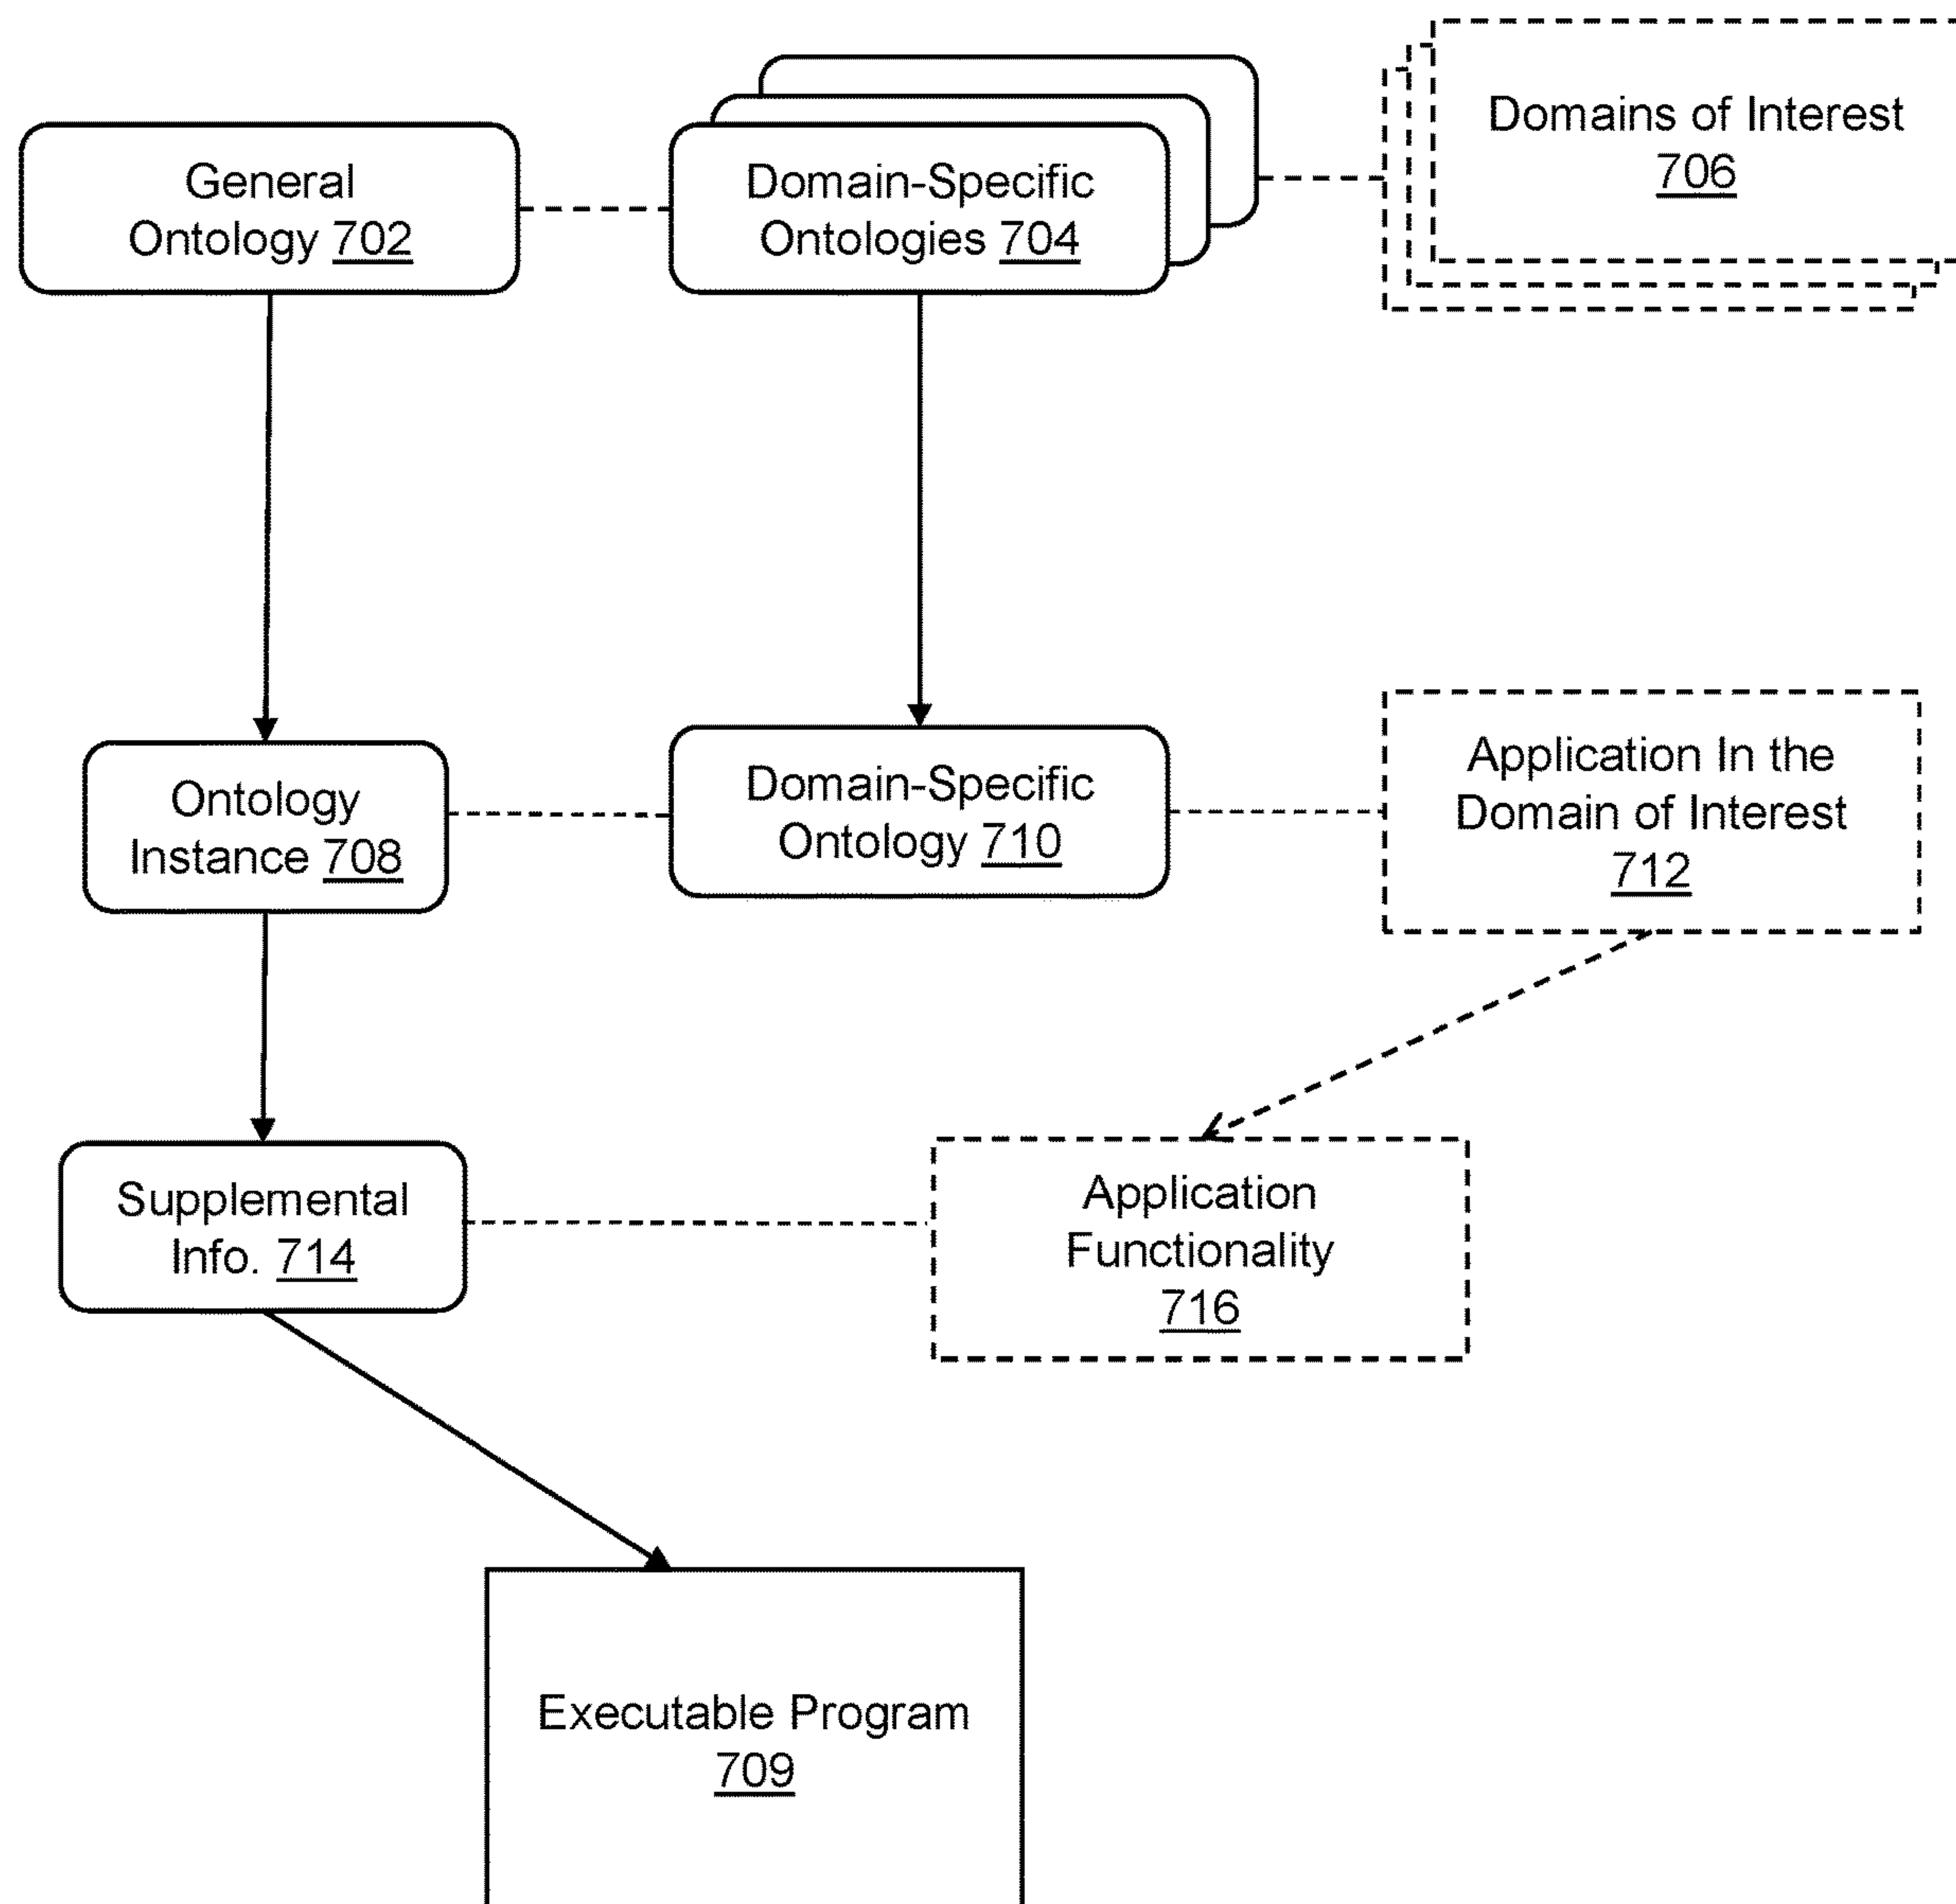 Domains of Interest
706
General
Ontology 702
Domain-Specific
Ontologies 704
Ontology
Instance 708
Domain-Specific
Ontology 710
Application In the
Domain of Interest
712
Supplemental
Info. 714
Application
Functionality
716
Executable Program
709